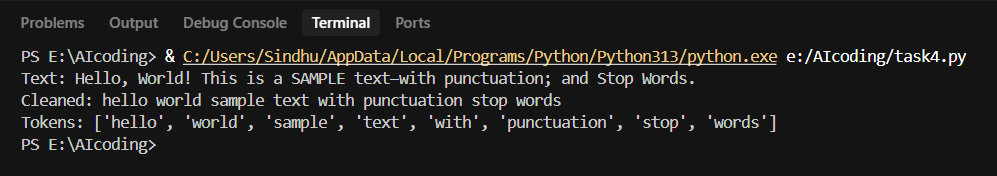 Problems Output Debug Console Terminal Ports
PS E:\AIcoding> & C:/Users/Sindhu/AppData/Local/Programs/Python/Python313/python.exe e:/AIcoding/task4.py
Text: Hello, World! This is a SAMPLE text—with punctuation; and Stop Words.
Cleaned: hello world sample text with punctuation stop words
Tokens: ['hello', 'world', 'sample', 'text', 'with', 'punctuation', 'stop', 'words']
PS E:\AIcoding>